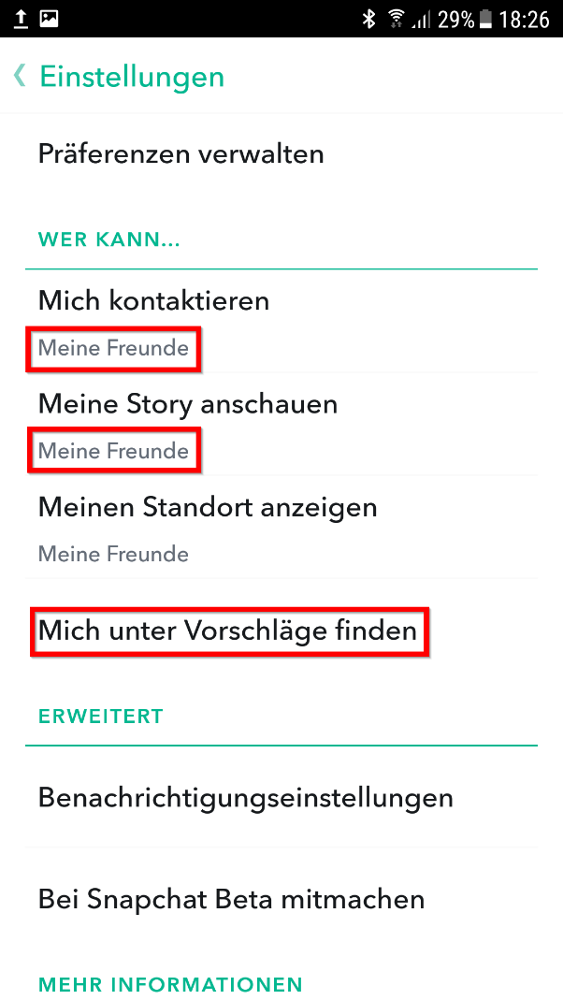 29% 18:26
Einstellungen
Präferenzen verwalten
WER KANN...
Mich kontaktieren
Meine Freunde
Meine Story anschauen
Meine Freunde
Meinen Standort anzeigen
Meine Freunde
Mich unter Vorschläge finden
ERWEITERT
Benachrichtigungseinstellungen
Bei Snapchat Beta mitmachen
MEHR INFORMATIONEN